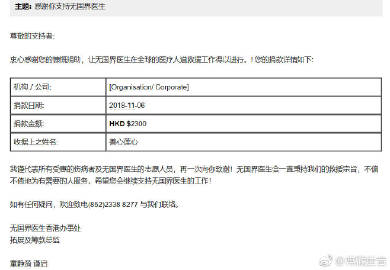 主题: 感谢你支持无国界医生
尊敬的支持者:
衷心感谢您的慷慨捐助，让无国界医生在全球的医疗人道救援工作得以进行。!您的捐款详情如下:
机构 / 公司: [Organisation/ Corporate]
捐款日期: 2018-11-06
捐款金额: HKD $2300
收据上之姓名: 善心莲心
我谨代表所有受惠的伤病者及无国界医生的志愿人员，再一次向你致谢！无国界医生会一直秉持我们的救援宗旨，不偏
不倚地为有需要的人服务。希望您会继续支持无国界医生的工作！
如有任何疑问，欢迎致电(852)2338 8277 与我们联络。
无国界医生香港办事处
拓展及筹款总监
谨启